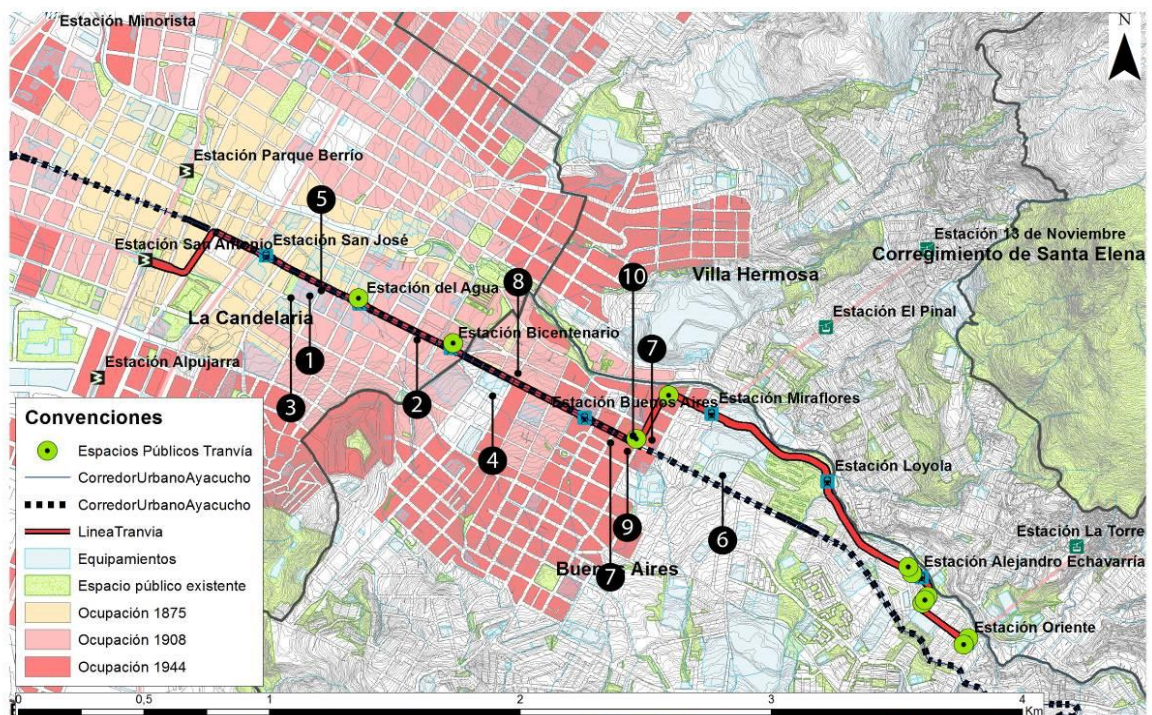 Estación Minorista
N
Estación Parque Berrío
5
Estación San Antonio
Estación San José
Estación 13 de Noviembre
Corregimiento de Santa Elena
10
Villa Hermosa
8
Estación del Agua
La Candelaria
Estación El Pinal
Estación Bicentenario
7
1
Estación Alpujarra
3
2
Estación Buenos Aires
Estación Miraflores
Convenciones
Espacios Públicos Tranvía
CorredorUrbanoAyacucho
CorredorUrbanoAyacucho
LineaTranvia
Equipamientos
Espacio público existente
Ocupación 1875
Ocupación 1908
Ocupación 1944
4
Estación Loyola
9
6
Estación La Torre
Buenos Aires
7
Estación Alejandro Echavarría
Estación Oriente
0 0,5 1 2 3 4
Km